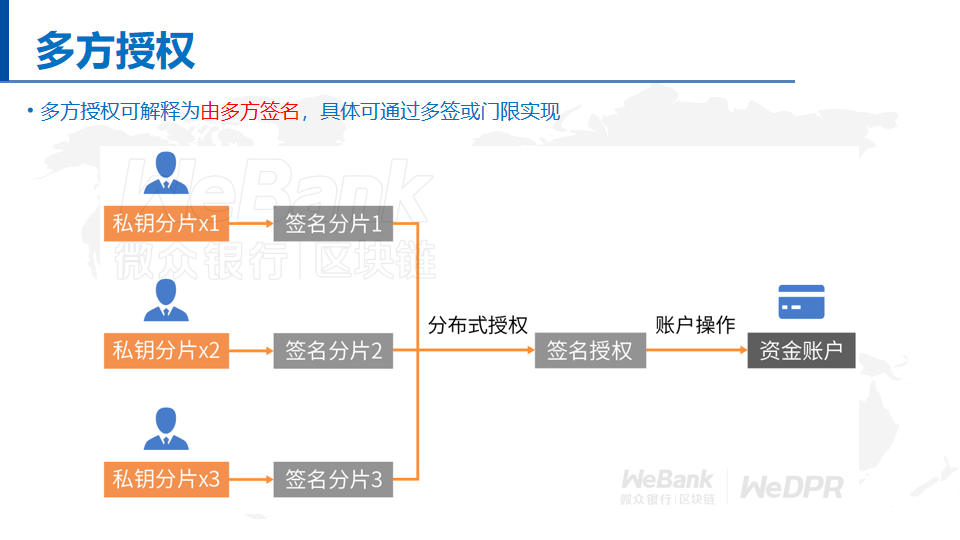 多方授权
• 多方授权可解释为由多方签名，具体可通过多签或门限实现
WeBank
微众银行|区块链
私钥分片x1
签名分片1
私钥分片x2
签名分片2
分布式授权
签名授权
账户操作
资金账户
私钥分片x3
签名分片3
WeBank
微众银行|区块链
WeDPR